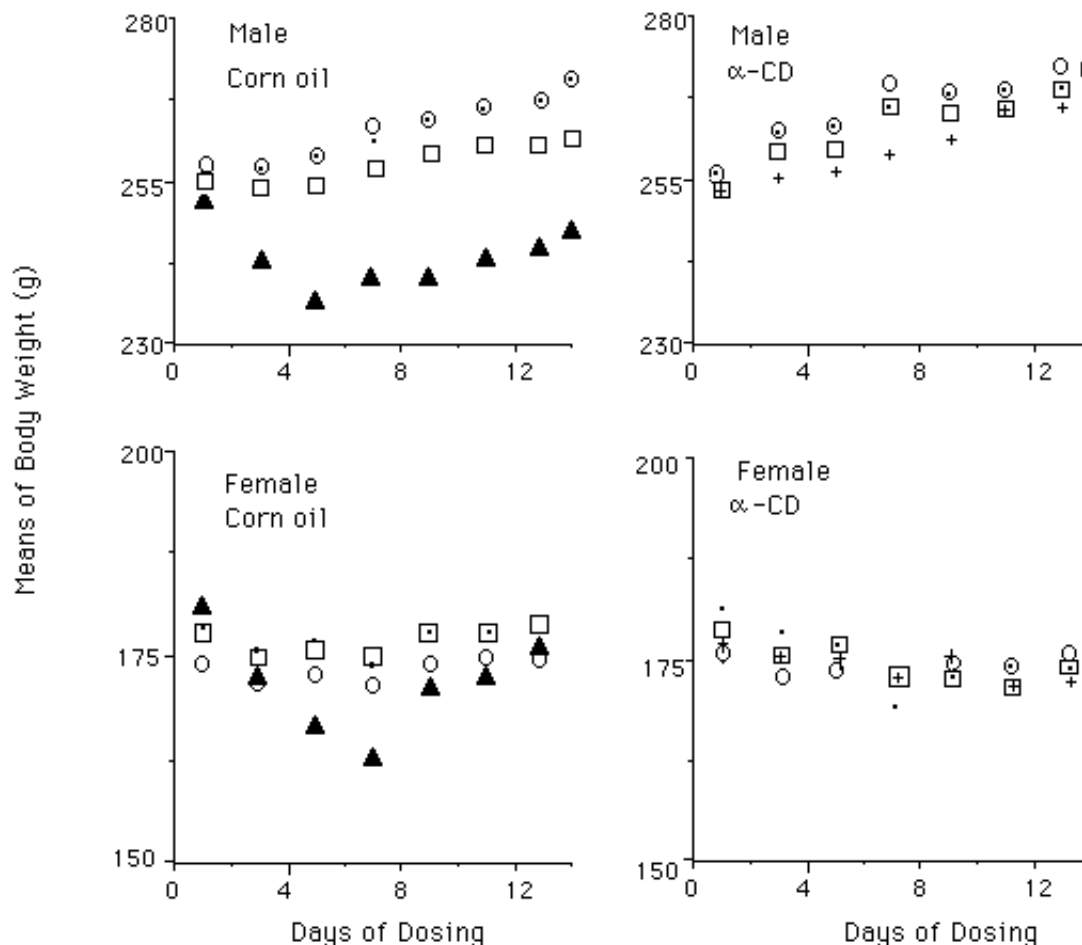 Means of Body Weight (g)
280
255
230
Male
Corn oil
0 4 8 12
280
255
230
Male
α-CD
0 4 8 12
200
175
150
Female
Corn oil
0 4 8 12
Days of Dosing
200
175
150
Female
α-CD
0 4 8 12
Days of Dosing